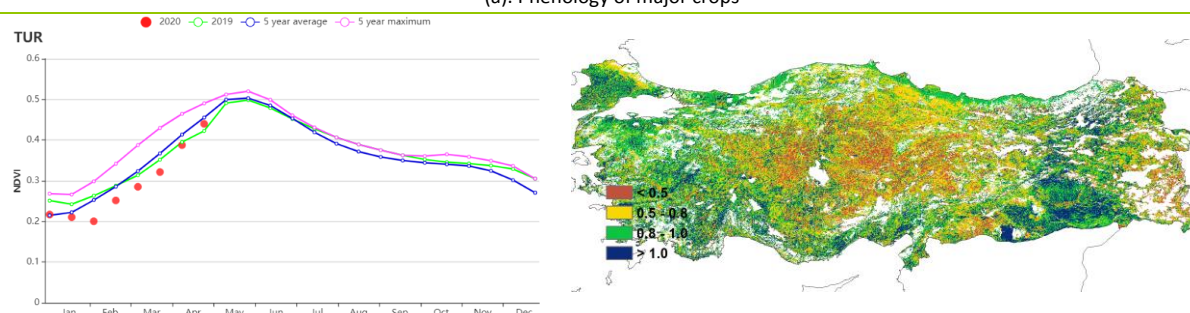 (a). Phenology of major crops
2020 2019 5 year average 5 year maximum
TUR
0.6
0.5
0.4
0.3
0.2
0.1
0
NDVI
Jan Feb Mar Apr May Jun Jul Aug Sep Oct Nov Dec
< 0.5
0.5 - 0.8
0.8 - 1.0
> 1.0